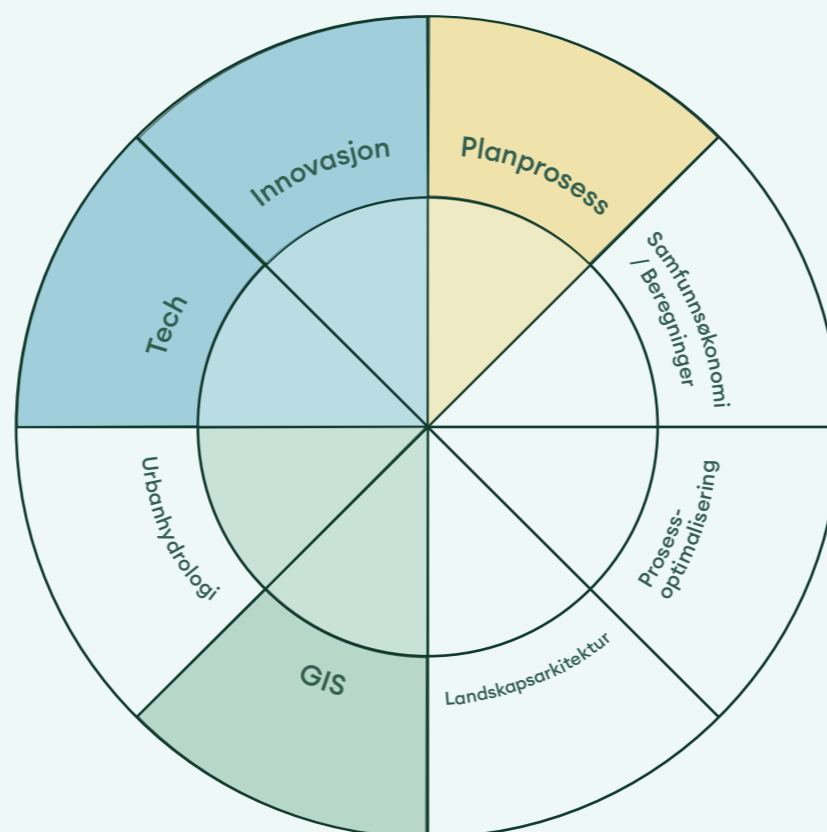 Innovasjon
Planprosess
Samfunnsøkonomi
/ Beregninger
Prosess-
optimalisering
Landskapsarkitektur
GIS
Urbanhydrologi
Tech